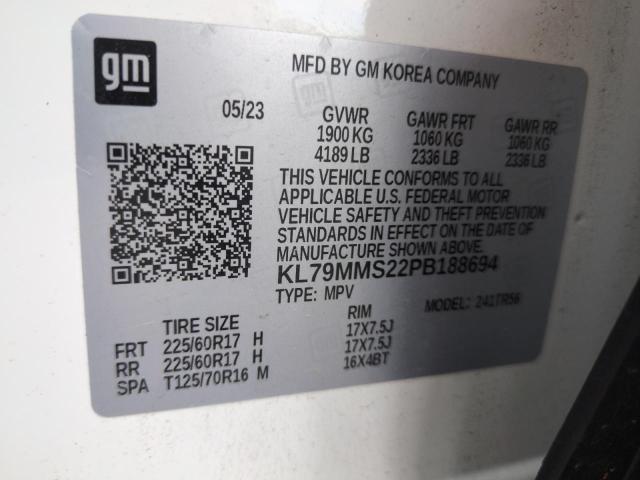 gm
MFD BY GM KOREA COMPANY
05/23 GVWR GAWR FRT GAWR RR
1900 KG 1060 KG 1060 KG
4189 LB 2336 LB 2336 LB
THIS VEHICLE CONFORMS TO ALL
APPLICABLE U.S. FEDERAL MOTOR
VEHICLE SAFETY AND THEFT PREVENTION
STANDARDS IN EFFECT ON THE DATE OF
MANUFACTURE SHOWN ABOVE.
KL79MMS22PB188694
TYPE: MPV MODEL: 241TR56
TIRE SIZE RIM
FRT 225/60R17 H 17X7.5J
RR 225/60R17 H 17X7.5J
SPA T125/70R16 M 16X4BT